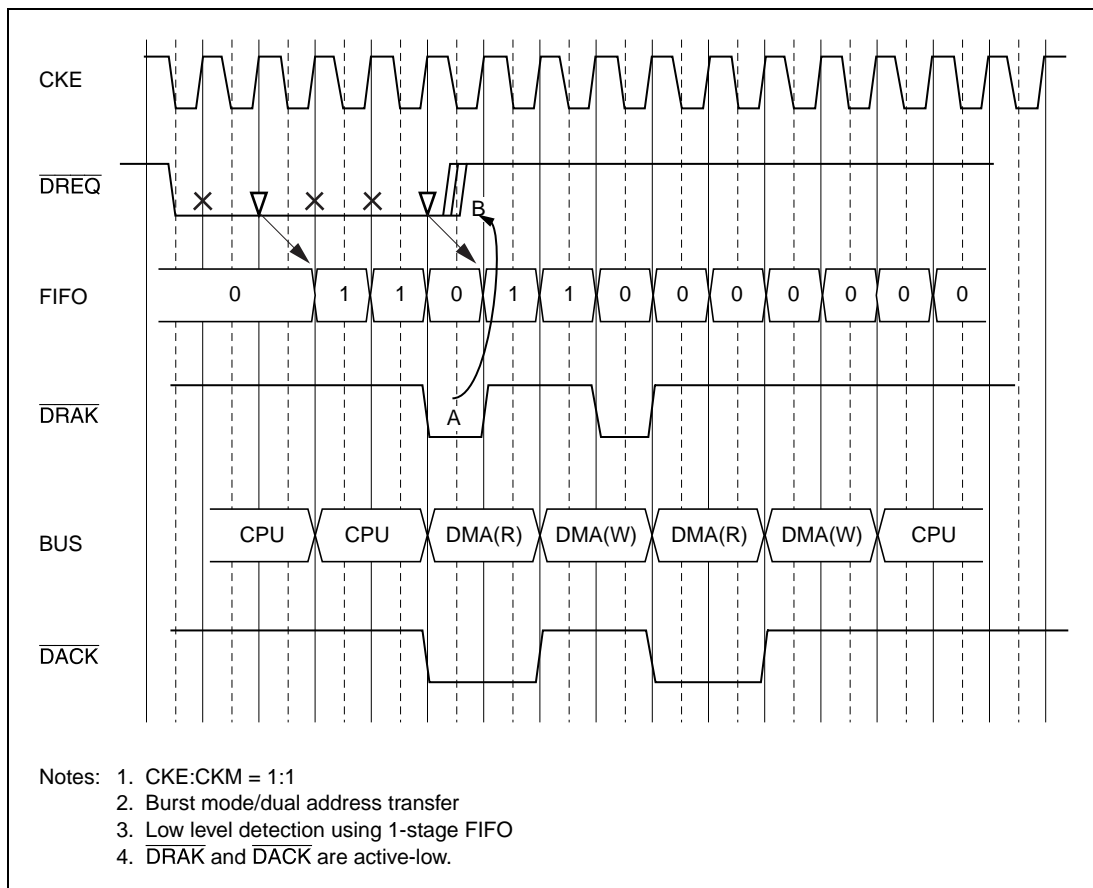 CKE
DREQ
B
FIFO 0 1 1 0 1 1 0 0 0 0 0 0 0
DRAK
A
BUS CPU CPU DMA(R) DMA(W) DMA(R) DMA(W) CPU
DACK
Notes: 1. CKE:CKM = 1:1
2. Burst mode/dual address transfer
3. Low level detection using 1-stage FIFO
4. DRAK and DACK are active-low.